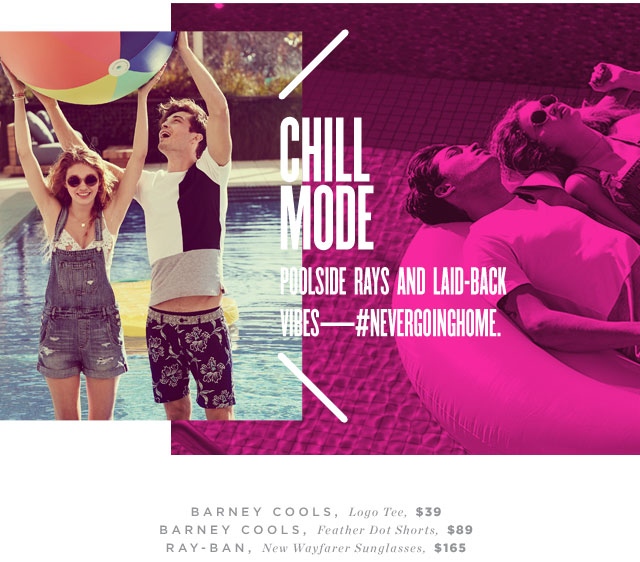 CHILL
MODE
POOLSIDE RAYS AND LAID-BACK
VIBES—#NEVERGOINGHOME.
BARNEY COOLS, Logo Tee, $39
BARNEY COOLS, Feather Dot Shorts, $89
RAY-BAN, New Wayfarer Sunglasses, $165